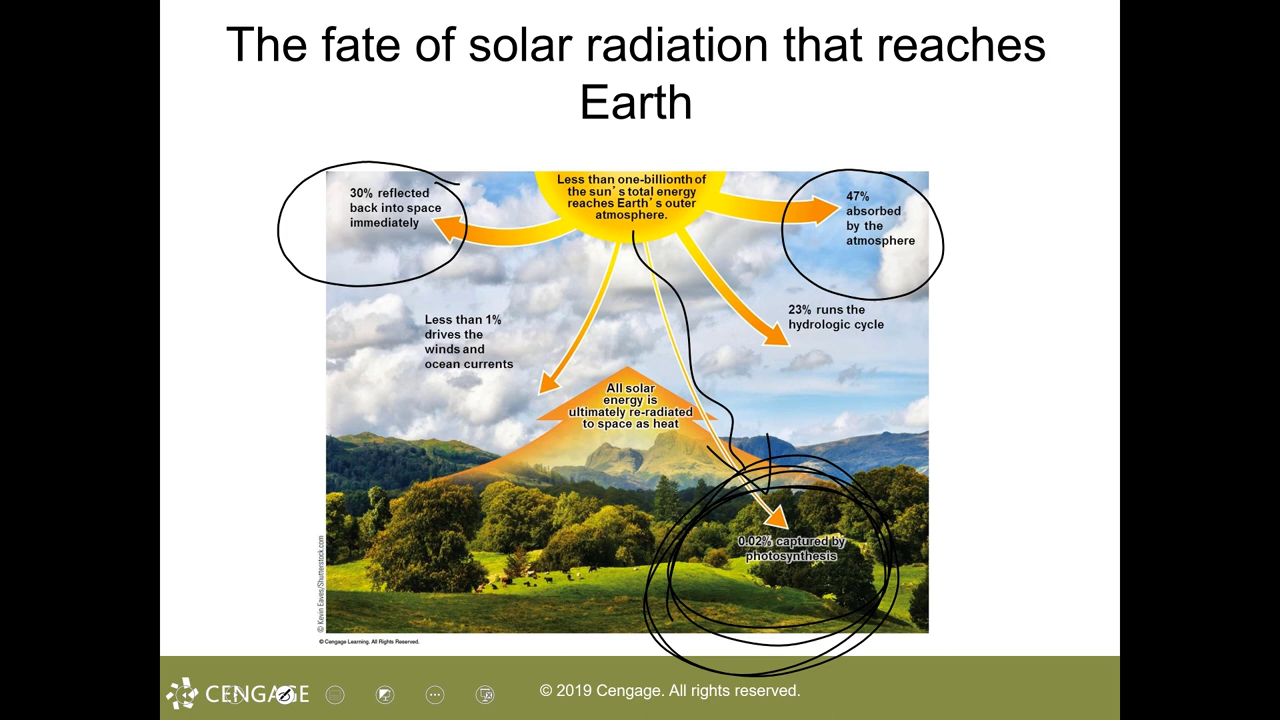 The fate of solar radiation that reaches
Earth
Less than one-billionth of
the sun's total energy
reaches Earth's outer
atmosphere.
30% reflected
back into space
immediately
47%
absorbed
by the
atmosphere
23% runs the
hydrologic cycle
Less than 1%
drives the
winds and
ocean currents
All solar
energy is
ultimately re-radiated
to space as heat
0.02% captured by
photosynthesis
© Kevin Eaves/Shutterstock.com
© Cengage Learning. All Rights Reserved.
CENGAGE
© 2019 Cengage. All rights reserved.